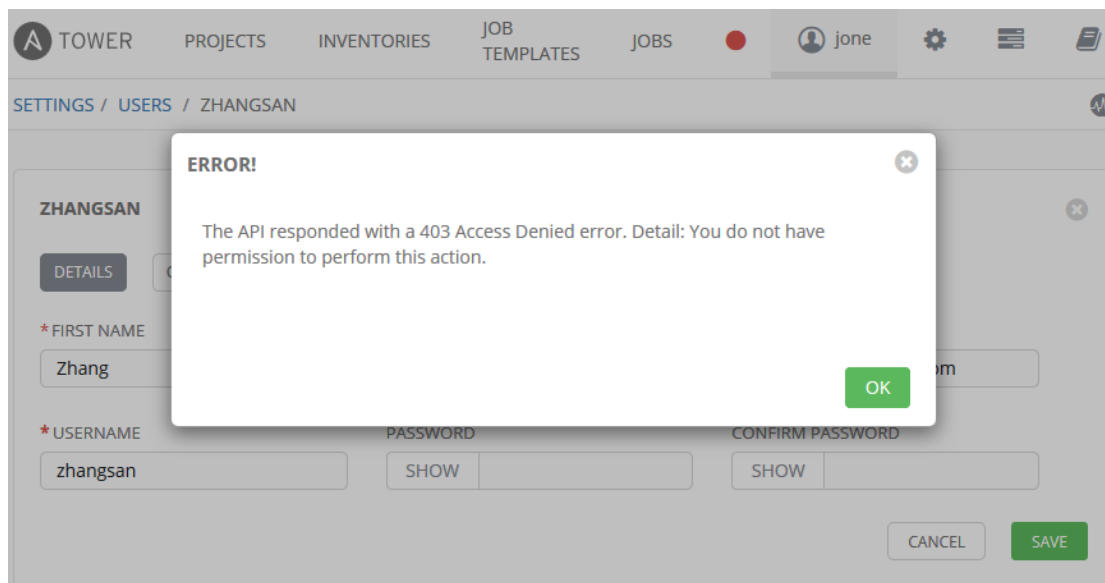 A TOWER PROJECTS INVENTORIES JOB TEMPLATES JOBS jone
SETTINGS / USERS / ZHANGSAN
ERROR!
The API responded with a 403 Access Denied error. Detail: You do not have
permission to perform this action.
OK
ZHANGSAN
DETAILS
*FIRST NAME
Zhang
*USERNAME PASSWORD CONFIRM PASSWORD
zhangsan SHOW SHOW
CANCEL SAVE